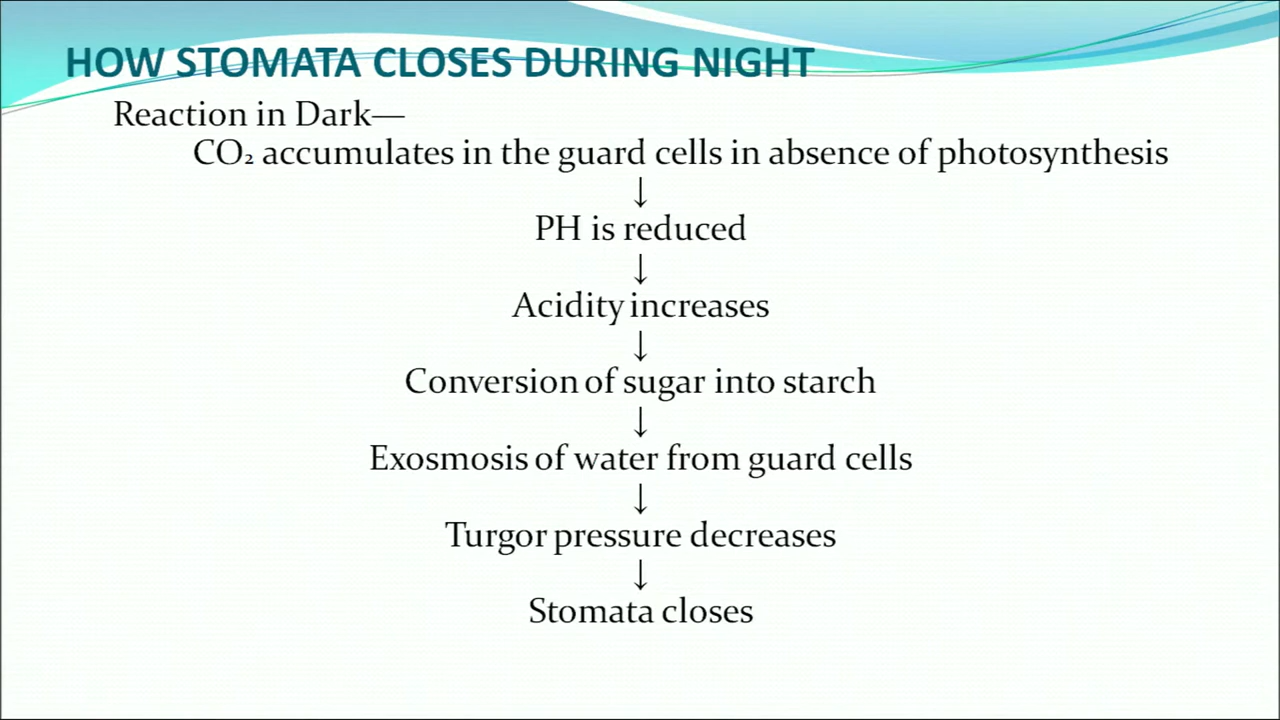 HOW STOMATA CLOSES DURING NIGHT
Reaction in Dark—
CO₂ accumulates in the guard cells in absence of photosynthesis
↓
PH is reduced
↓
Acidity increases
↓
Conversion of sugar into starch
↓
Exosmosis of water from guard cells
↓
Turgor pressure decreases
↓
Stomata closes